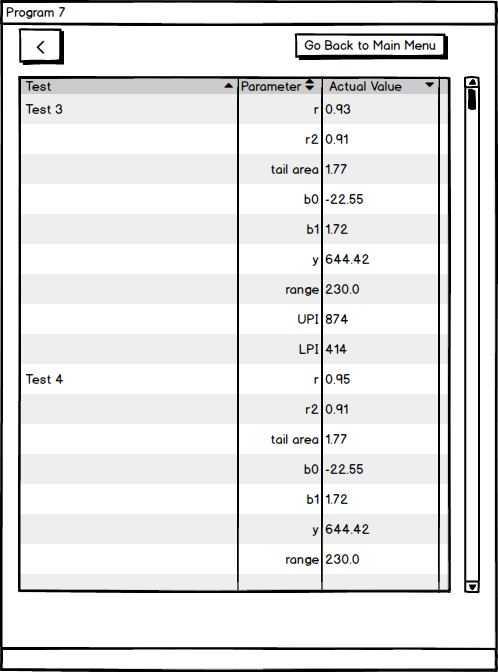 Program 7
< Go Back to Main Menu
Test Parameter Actual Value
Test 3 r 0.93
r2 0.91
tail area 1.77
b0 -22.55
b1 1.72
y 644.42
range 230.0
UPI 874
LPI 414
Test 4 r 0.95
r2 0.91
tail area 1.77
b0 -22.55
b1 1.72
y 644.42
range 230.0